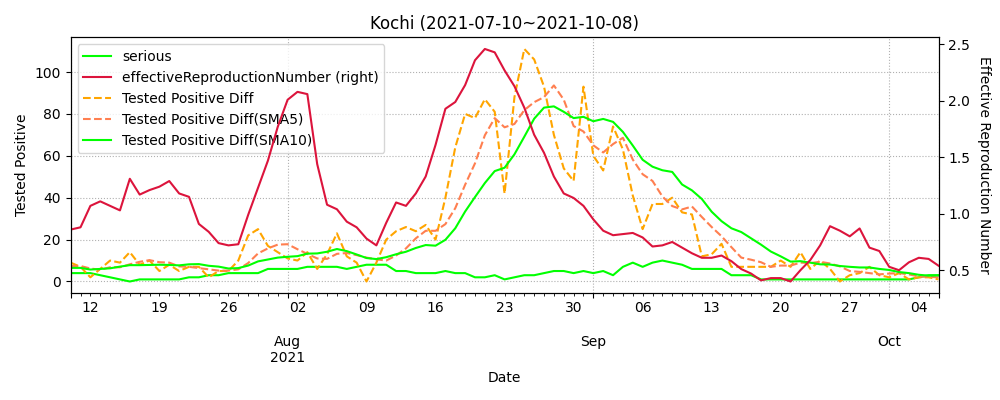 Kochi (2021-07-10~2021-10-08)
serious
effectiveReproductionNumber (right)
Tested Positive Diff
Tested Positive Diff(SMA5)
Tested Positive Diff(SMA10)
Tested Positive
100
80
60
40
20
0
2.5
2.0
1.5
1.0
0.5
Effective Reproduction Number
12 19 26 02 09 16 23 30 06 13 20 27 04
Aug Sep Oct
2021
Date